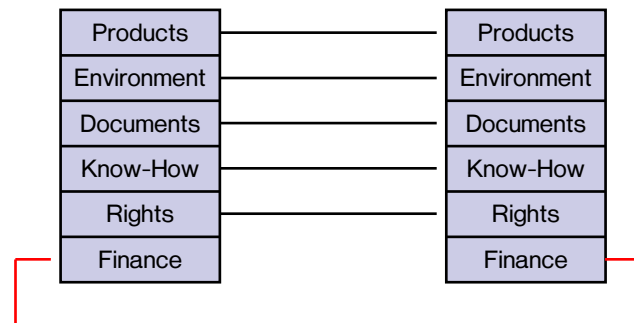 Products Products
Environment Environment
Documents Documents
Know-How Know-How
Rights Rights
Finance Finance